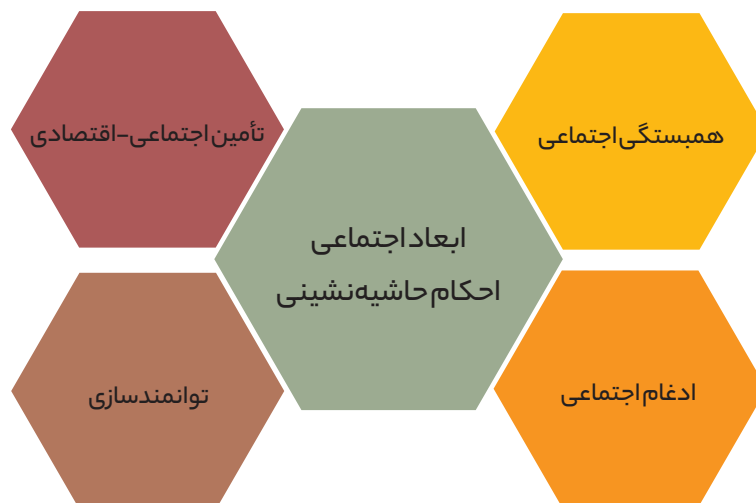 همبستگی اجتماعی
تأمین اجتماعی-اقتصادی
ابعاد اجتماعی
احکام حاشیه‌نشینی
ادغام اجتماعی
توانمندسازی